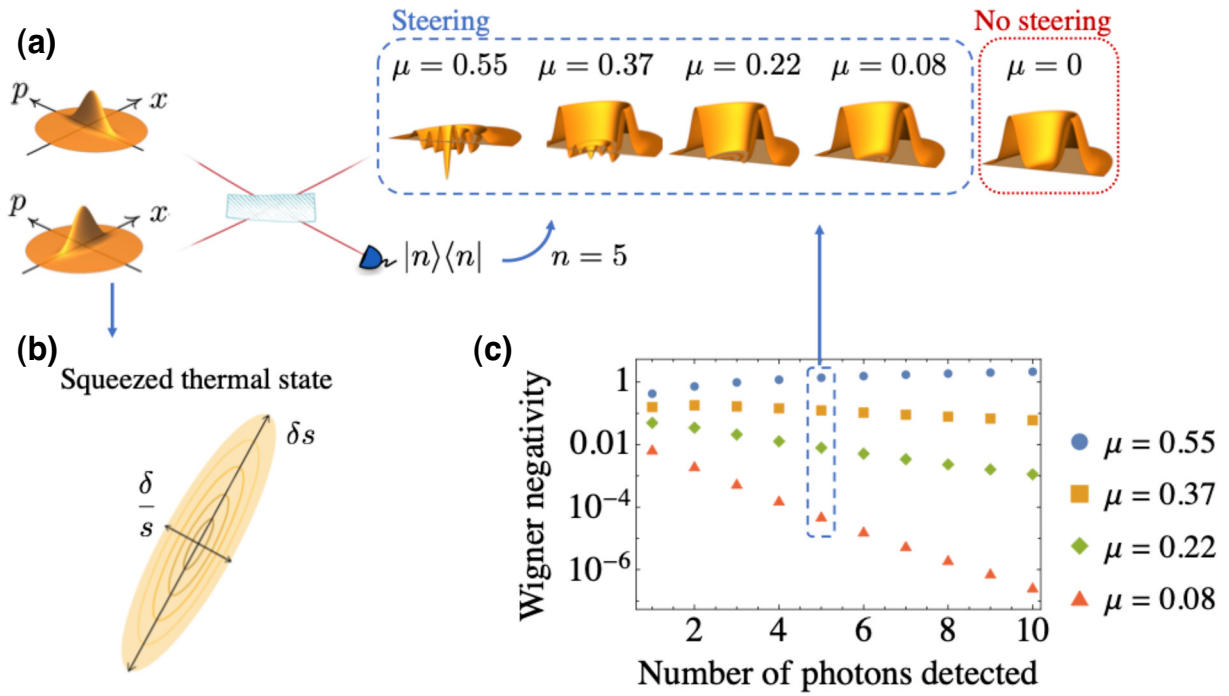 (a)
Steering
No steering
μ = 0.55
μ = 0.37
μ = 0.22
μ = 0.08
μ = 0
p
x
p
x
|n⟩⟨n|
n = 5
(b)
Squeezed thermal state
δs
δ
s
(c)
Wigner negativity
1
0.01
10⁻⁴
10⁻⁶
2
4
6
8
10
Number of photons detected
μ = 0.55
μ = 0.37
μ = 0.22
μ = 0.08